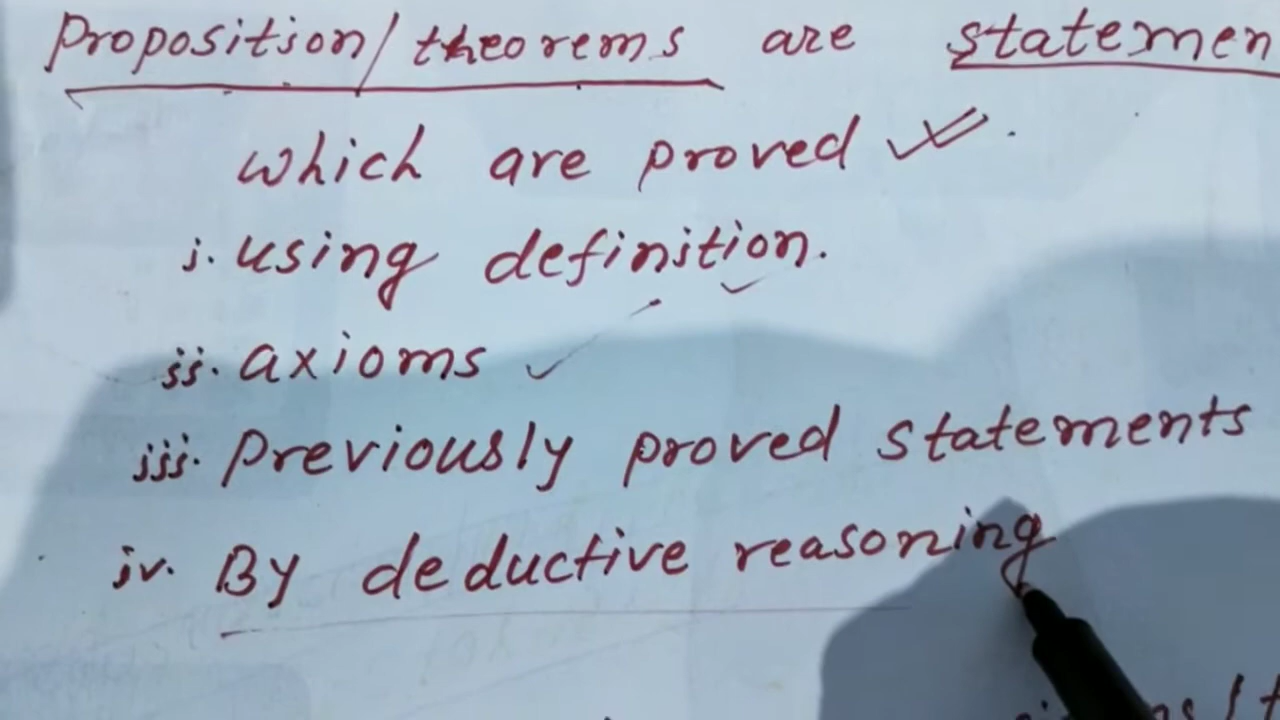 Proposition/theorems are statemen
which are proved
i. using definition.
ii. axioms
iii. Previously proved statements
iv. By deductive reasoning